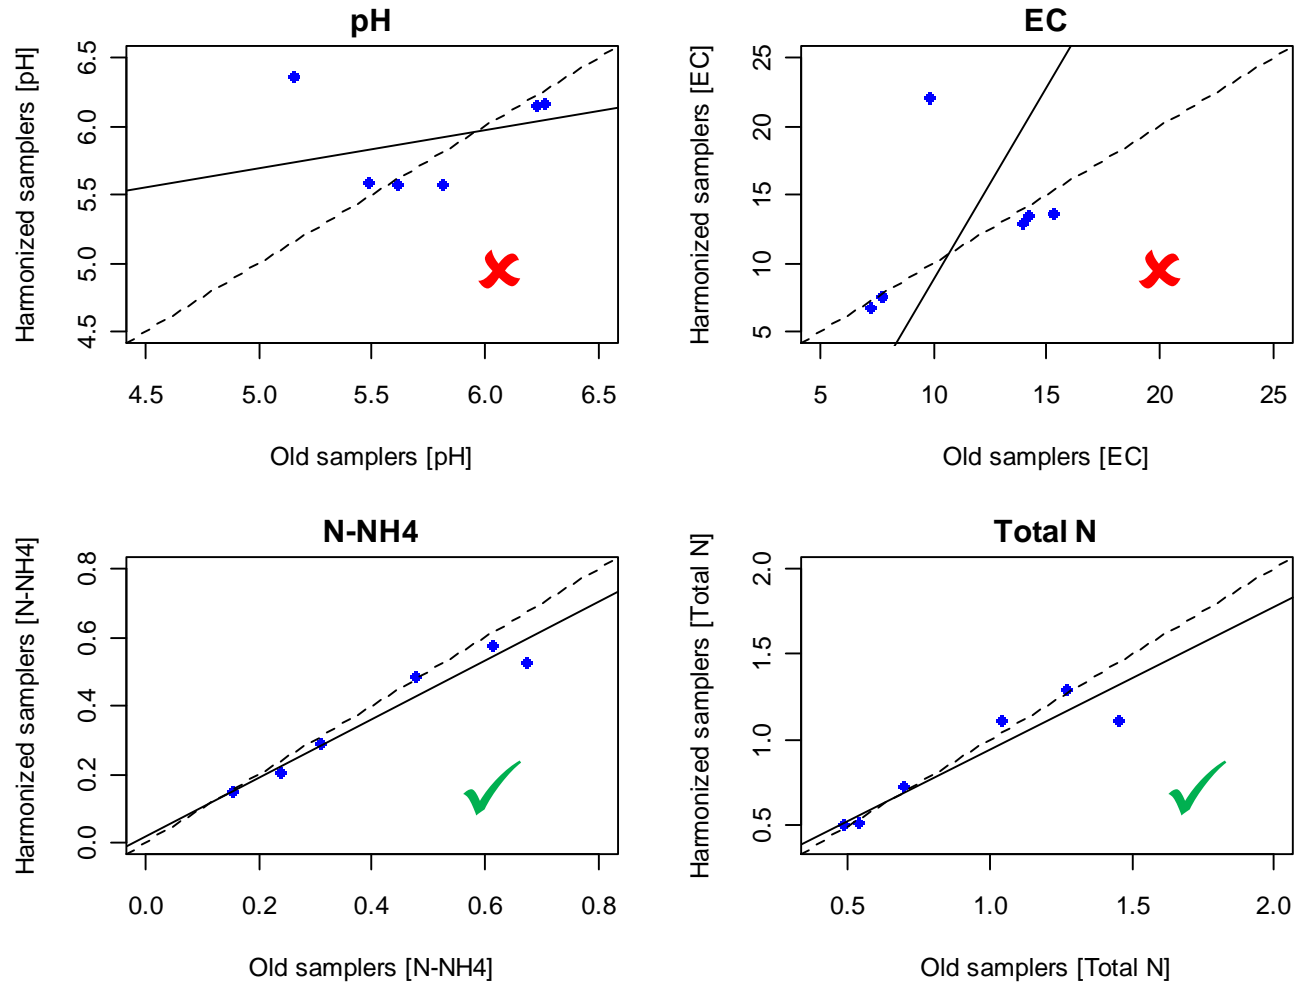 pH
Harmonized samplers [pH]
6.5
6.0
5.5
5.0
4.5
4.5 5.0 5.5 6.0 6.5
Old samplers [pH]
EC
Harmonized samplers [EC]
25
20
15
10
5
5 10 15 20 25
Old samplers [EC]
N-NH4
Harmonized samplers [N-NH4]
0.8
0.6
0.4
0.2
0.0
0.0 0.2 0.4 0.6 0.8
Old samplers [N-NH4]
Total N
Harmonized samplers [Total N]
2.0
1.5
1.0
0.5
0.5 1.0 1.5 2.0
Old samplers [Total N]